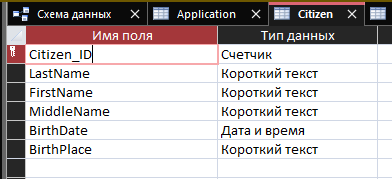 Схема данных Application Citizen
Имя поля Тип данных
Citizen_ID Счетчик
LastName Короткий текст
FirstName Короткий текст
MiddleName Короткий текст
BirthDate Дата и время
BirthPlace Короткий текст